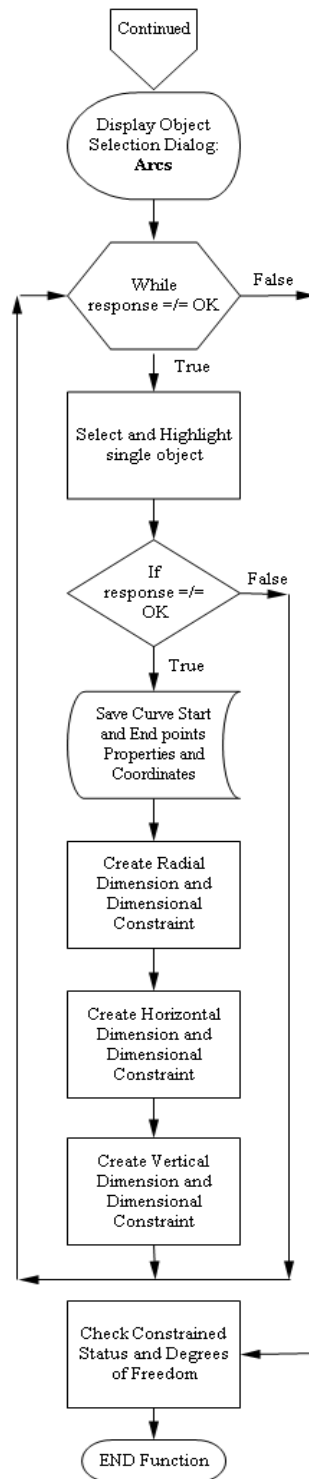 Continued
Display Object
Selection Dialog:
Arcs
While
response =/= OK
False
True
Select and Highlight
single object
If
response =/=
OK
False
True
Save Curve Start
and End points
Properties and
Coordinates
Create Radial
Dimension and
Dimensional
Constraint
Create Horizontal
Dimension and
Dimensional
Constraint
Create Vertical
Dimension and
Dimensional
Constraint
Check Constrained
Status and Degrees
of Freedom
END Function